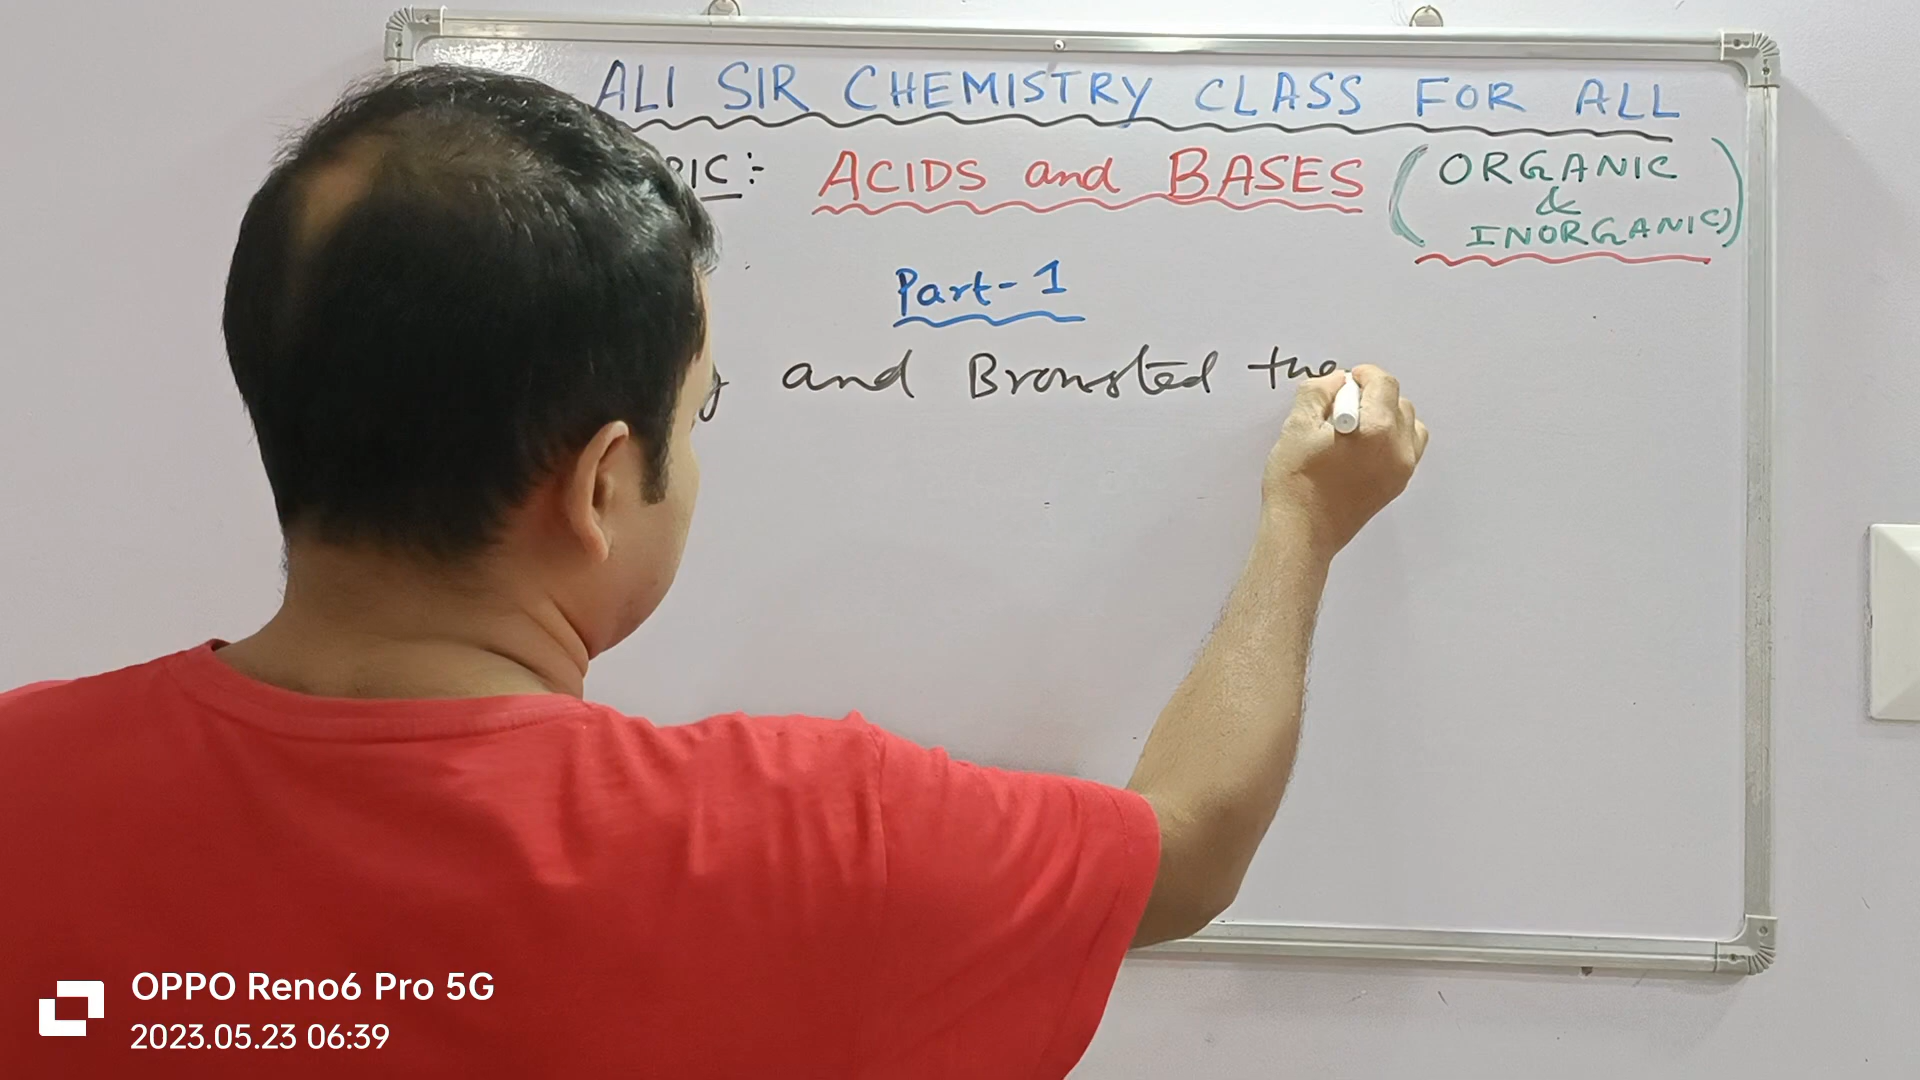 ALI SIR CHEMISTRY CLASS FOR ALL
PIC:- ACIDS and BASES (ORGANIC
&
INORGANIC)
Part-1
and Bronsted the
OPPO Reno6 Pro 5G
2023.05.23 06:39